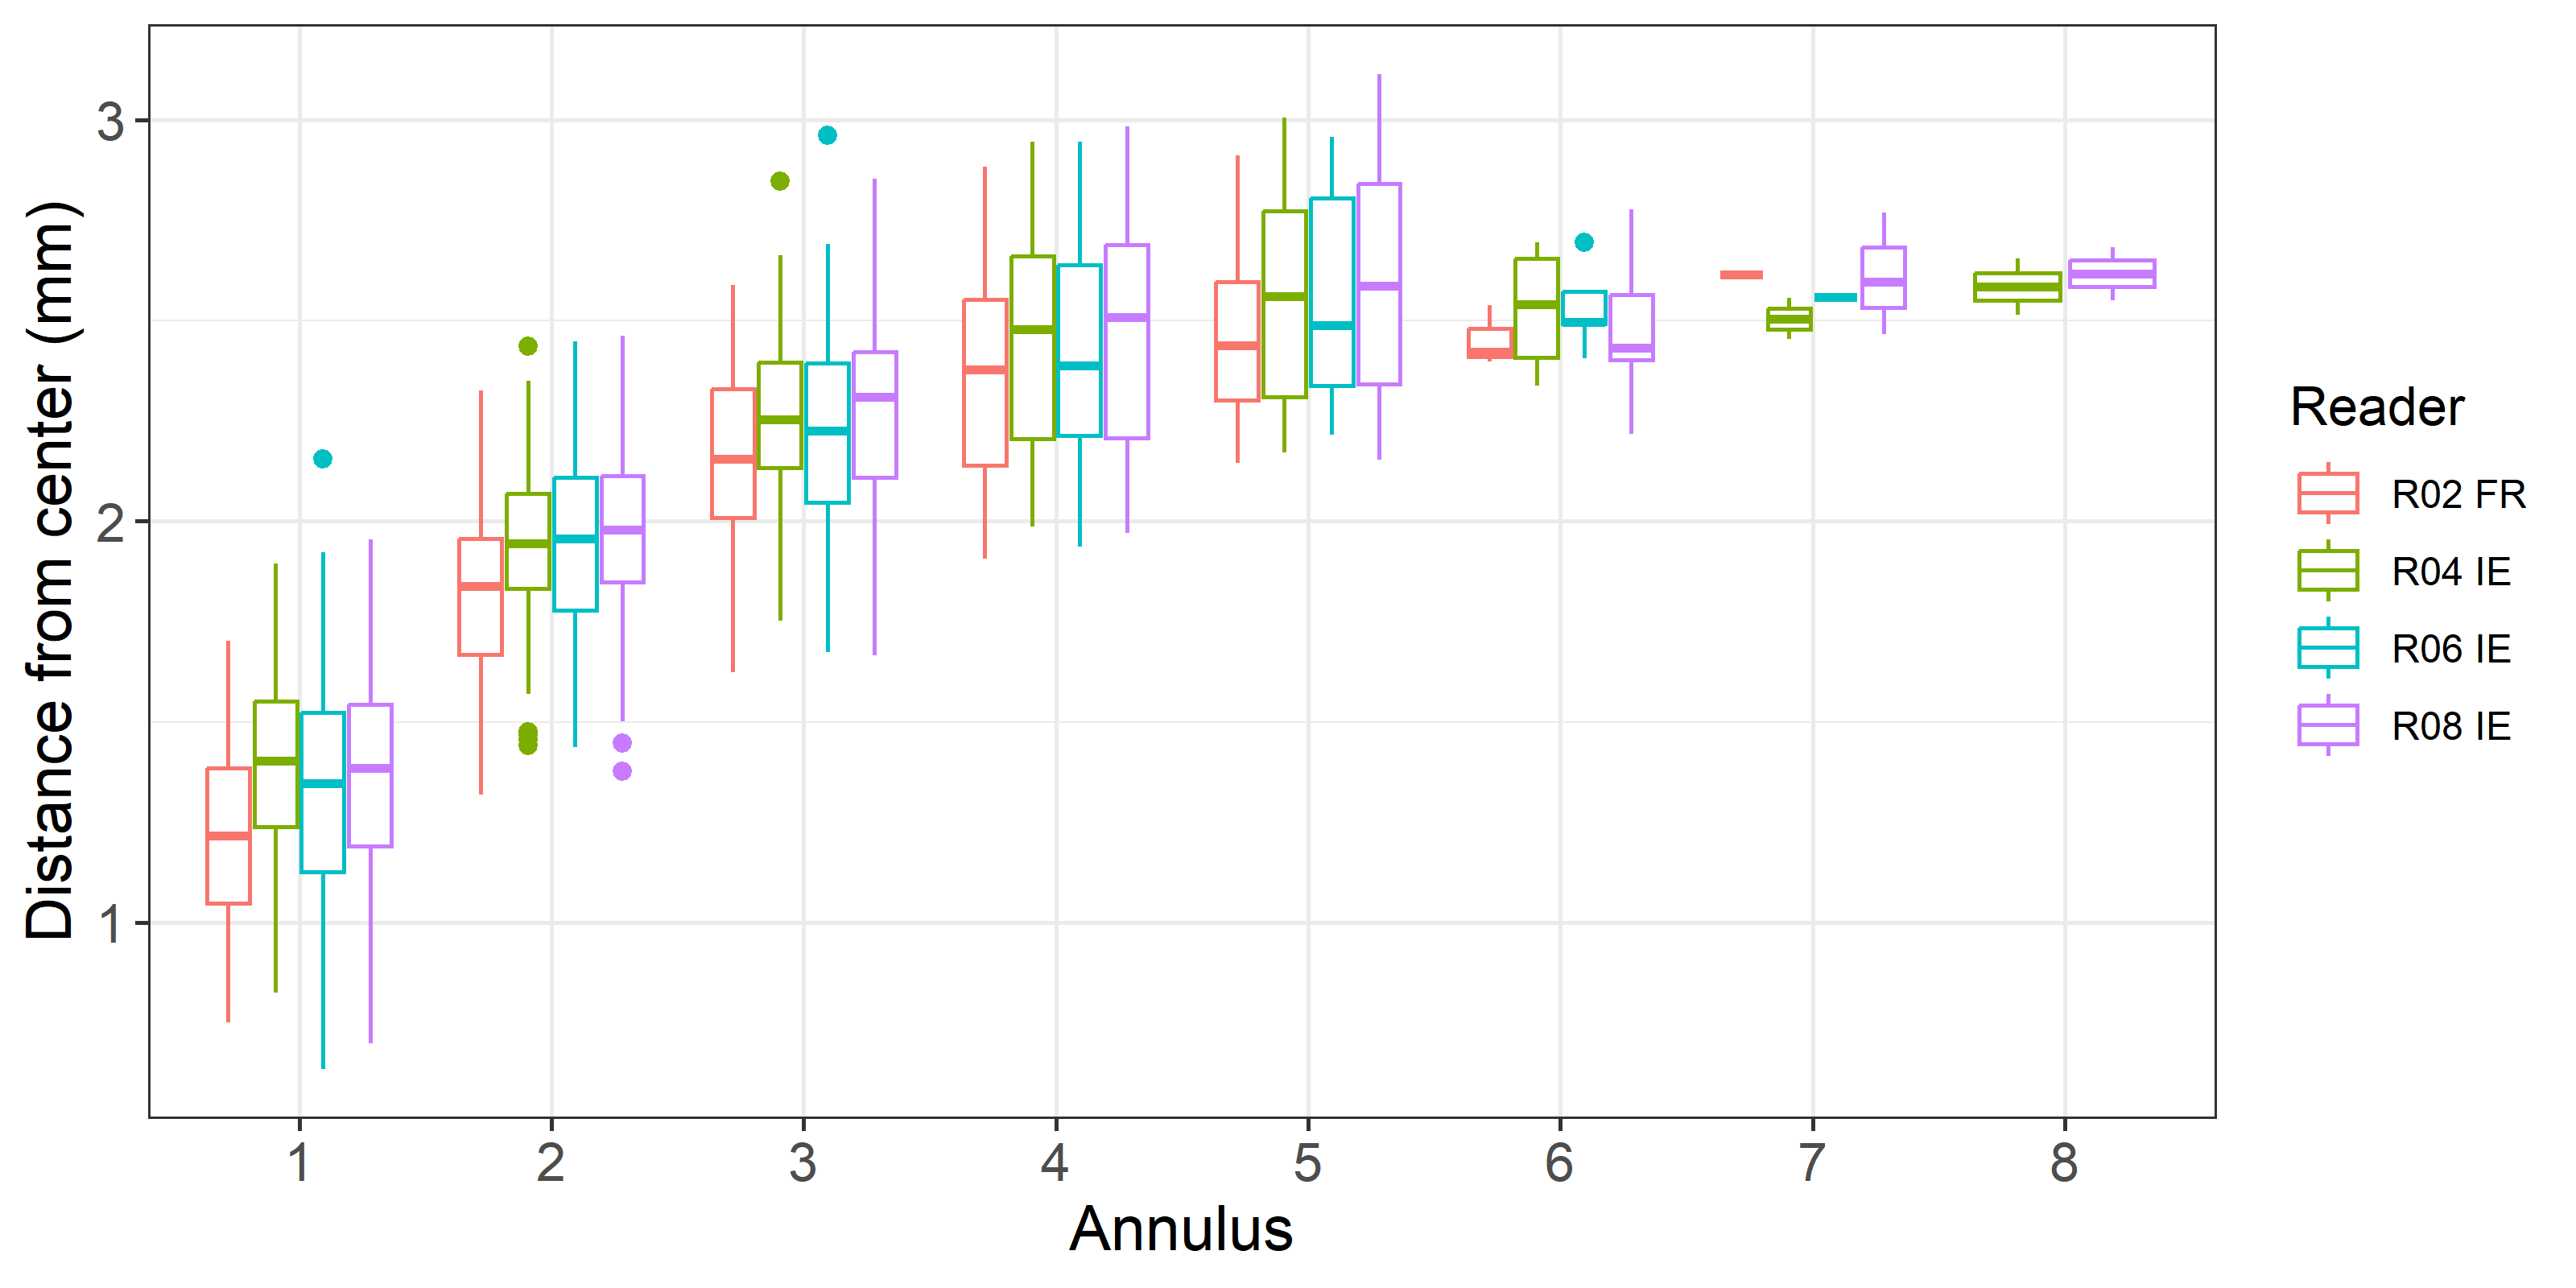 Distance from center (mm)
3
2
1
1 2 3 4 5 6 7 8
Annulus
Reader
R02 FR
R04 IE
R06 IE
R08 IE